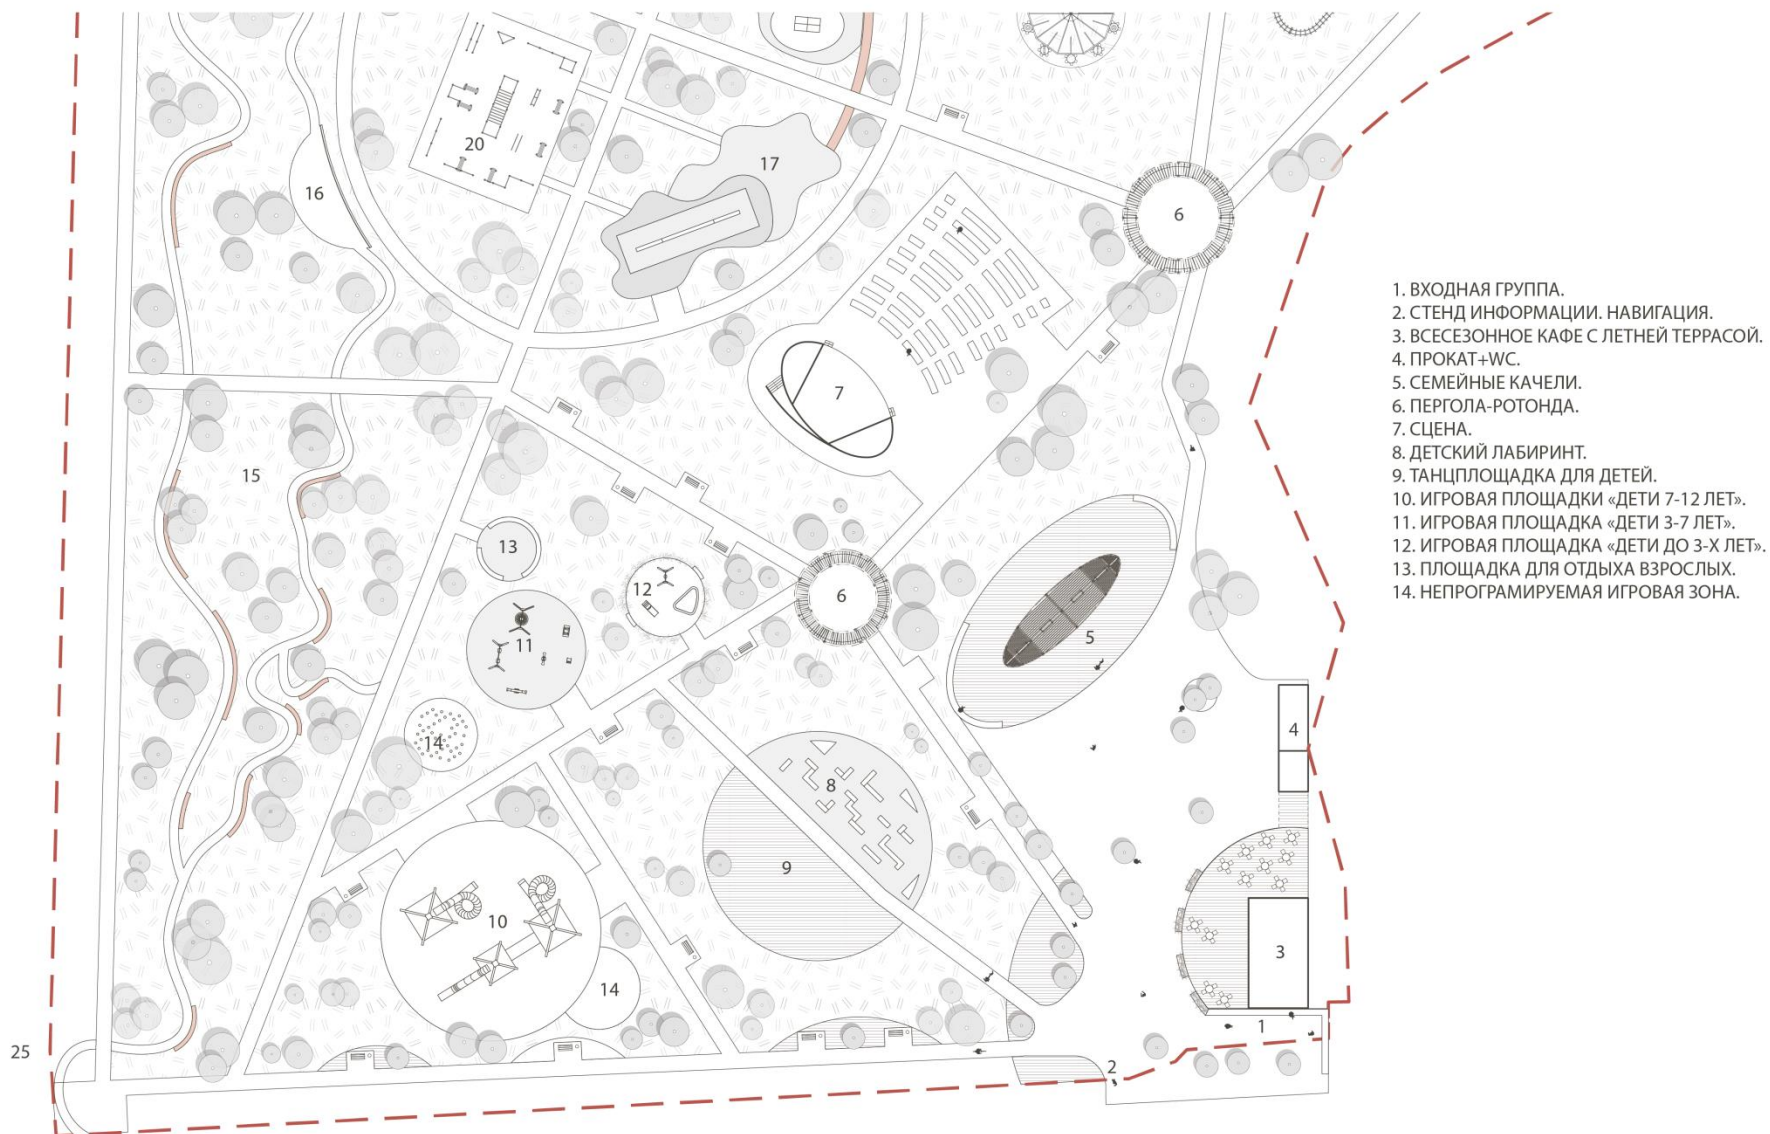 20
17
16
6
7
15
13
12
6
11
5
14
4
8
9
10
3
14
1
25
2
1. ВХОДНАЯ ГРУППА.
2. СТЕНД ИНФОРМАЦИИ. НАВИГАЦИЯ.
3. ВСЕСЕЗОННОЕ КАФЕ С ЛЕТНЕЙ ТЕРРАСОЙ.
4. ПРОКАТ+WC.
5. СЕМЕЙНЫЕ КАЧЕЛИ.
6. ПЕРГОЛА-РОТОНДА.
7. СЦЕНА.
8. ДЕТСКИЙ ЛАБИРИНТ.
9. ТАНЦПЛОЩАДКА ДЛЯ ДЕТЕЙ.
10. ИГРОВАЯ ПЛОЩАДКИ «ДЕТИ 7-12 ЛЕТ».
11. ИГРОВАЯ ПЛОЩАДКА «ДЕТИ 3-7 ЛЕТ».
12. ИГРОВАЯ ПЛОЩАДКА «ДЕТИ ДО 3-Х ЛЕТ».
13. ПЛОЩАДКА ДЛЯ ОТДЫХА ВЗРОСЛЫХ.
14. НЕПРОГРАМИРУЕМАЯ ИГРОВАЯ ЗОНА.